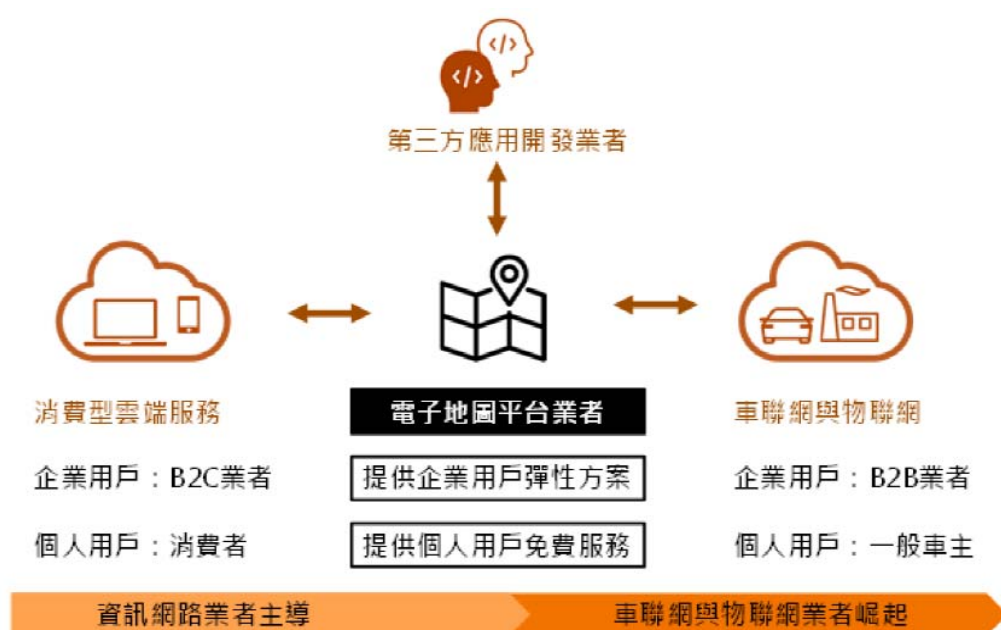 </>
</>
第三方應用開發業者
消費型雲端服務
電子地圖平台業者
車聯網與物聯網
企業用戶：B2C業者
提供企業用戶彈性方案
企業用戶：B2B業者
個人用戶：消費者
提供個人用戶免費服務
個人用戶：一般車主
資訊網路業者主導
車聯網與物聯網業者崛起